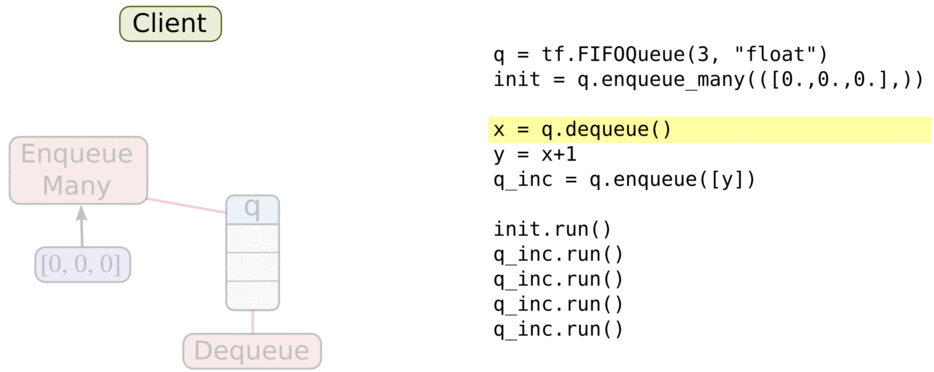 Client
Enqueue
Many
[0, 0, 0]
q
Dequeue
q = tf.FIFOQueue(3, "float")
init = q.enqueue_many(([0.,0.,0.],))
x = q.dequeue()
y = x+1
q_inc = q.enqueue([y])
init.run()
q_inc.run()
q_inc.run()
q_inc.run()
q_inc.run()